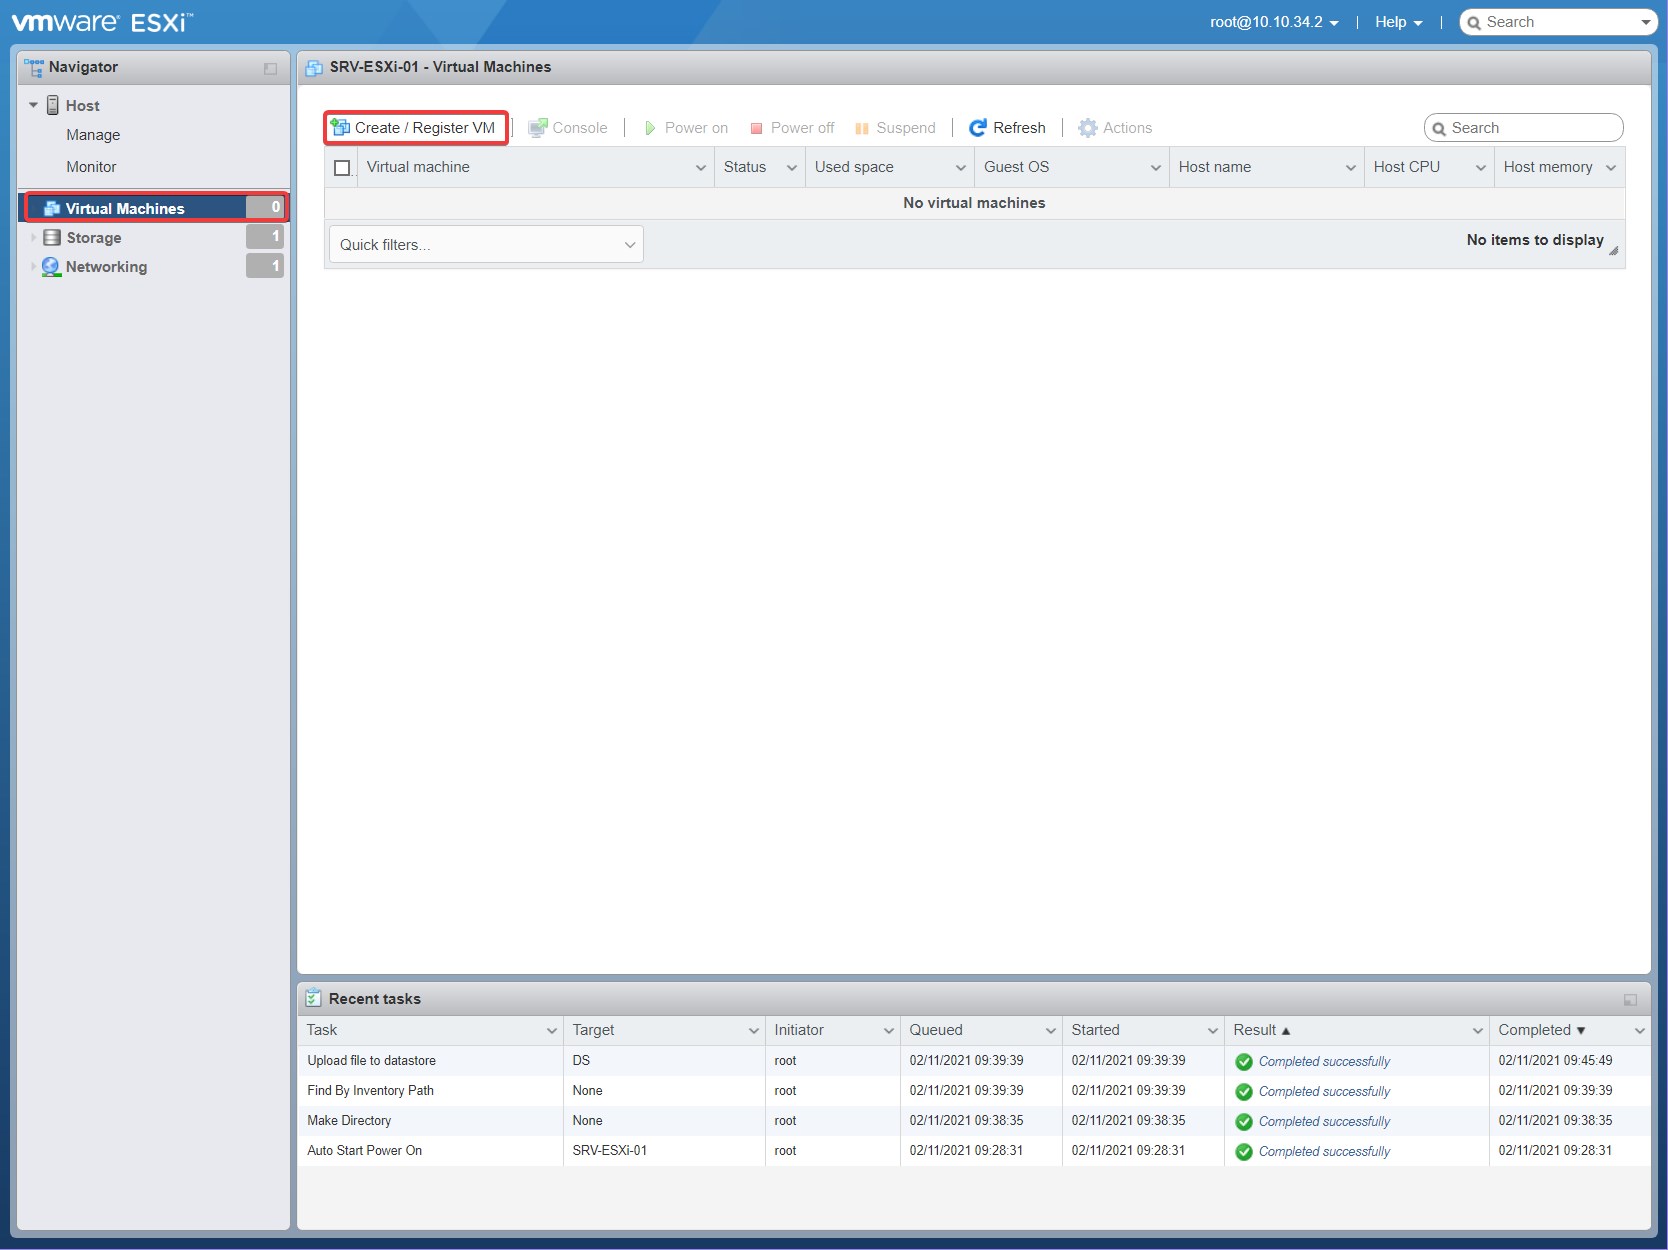 vmware® ESXi™
root@10.10.34.2 | Help | Search
Navigator
Host
Manage
Monitor
Virtual Machines 0
Storage 1
Networking 1
SRV-ESXi-01 - Virtual Machines
Create / Register VM | Console | Power on Power off Suspend | Refresh | Actions Search
Virtual machine Status Used space Guest OS Host name Host CPU Host memory
No virtual machines
Quick filters... No items to display
Recent tasks
Task Target Initiator Queued Started Result ▲ Completed ▼
Upload file to datastore DS root 02/11/2021 09:39:39 02/11/2021 09:39:39 Completed successfully 02/11/2021 09:45:49
Find By Inventory Path None root 02/11/2021 09:39:39 02/11/2021 09:39:39 Completed successfully 02/11/2021 09:39:39
Make Directory None root 02/11/2021 09:38:35 02/11/2021 09:38:35 Completed successfully 02/11/2021 09:38:35
Auto Start Power On SRV-ESXi-01 root 02/11/2021 09:28:31 02/11/2021 09:28:31 Completed successfully 02/11/2021 09:28:31